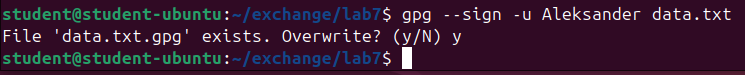 student@student-ubuntu:~/exchange/lab7$ gpg --sign -u Aleksander data.txt
File 'data.txt.gpg' exists. Overwrite? (y/N) y
student@student-ubuntu:~/exchange/lab7$